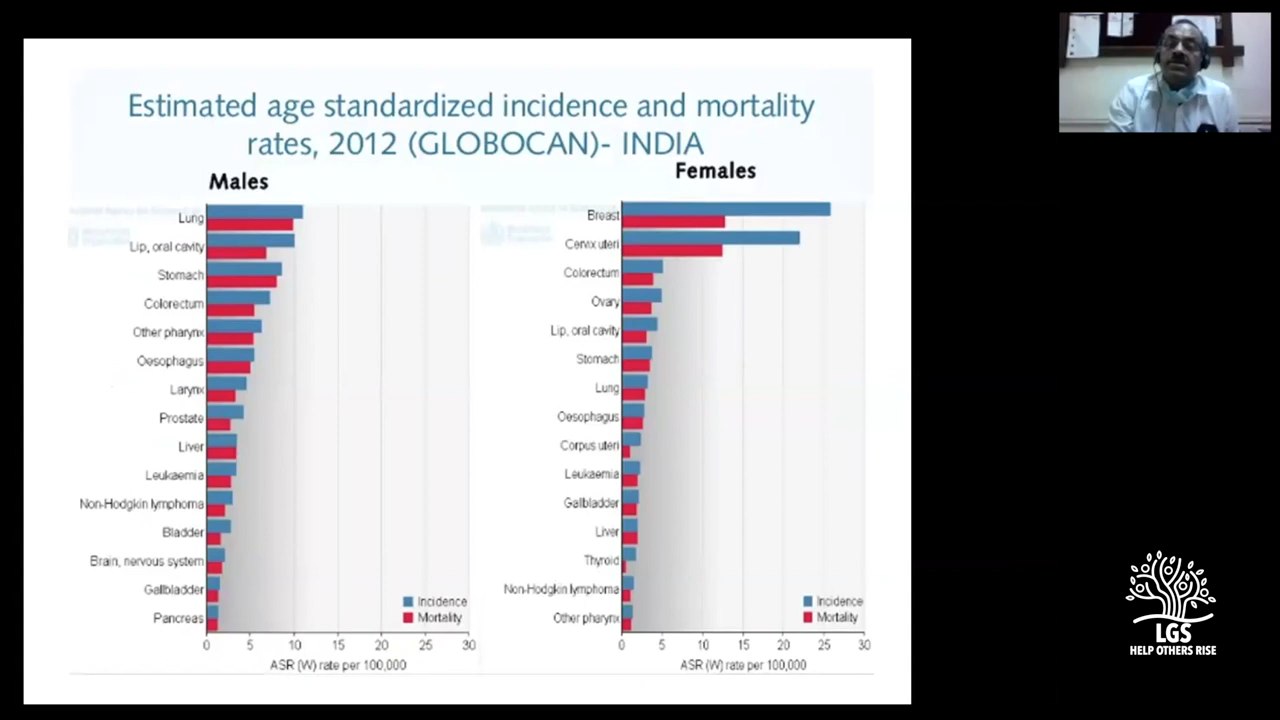 Estimated age standardized incidence and mortality
rates, 2012 (GLOBOCAN)- INDIA
Males
Lung
Lip, oral cavity
Stomach
Colorectum
Other pharynx
Oesophagus
Larynx
Prostate
Liver
Leukaemia
Non-Hodgkin lymphoma
Bladder
Brain, nervous system
Gallbladder
Pancreas
Incidence
Mortality
0 5 10 15 20 25 30
ASR (W) rate per 100,000
Females
Breast
Cervix uteri
Colorectum
Ovary
Lip, oral cavity
Stomach
Lung
Oesophagus
Corpus uteri
Leukaemia
Gallbladder
Liver
Thyroid
Non-Hodgkin lymphoma
Other pharynx
Incidence
Mortality
0 5 10 15 20 25 30
ASR (W) rate per 100,000
LGS
HELP OTHERS RISE